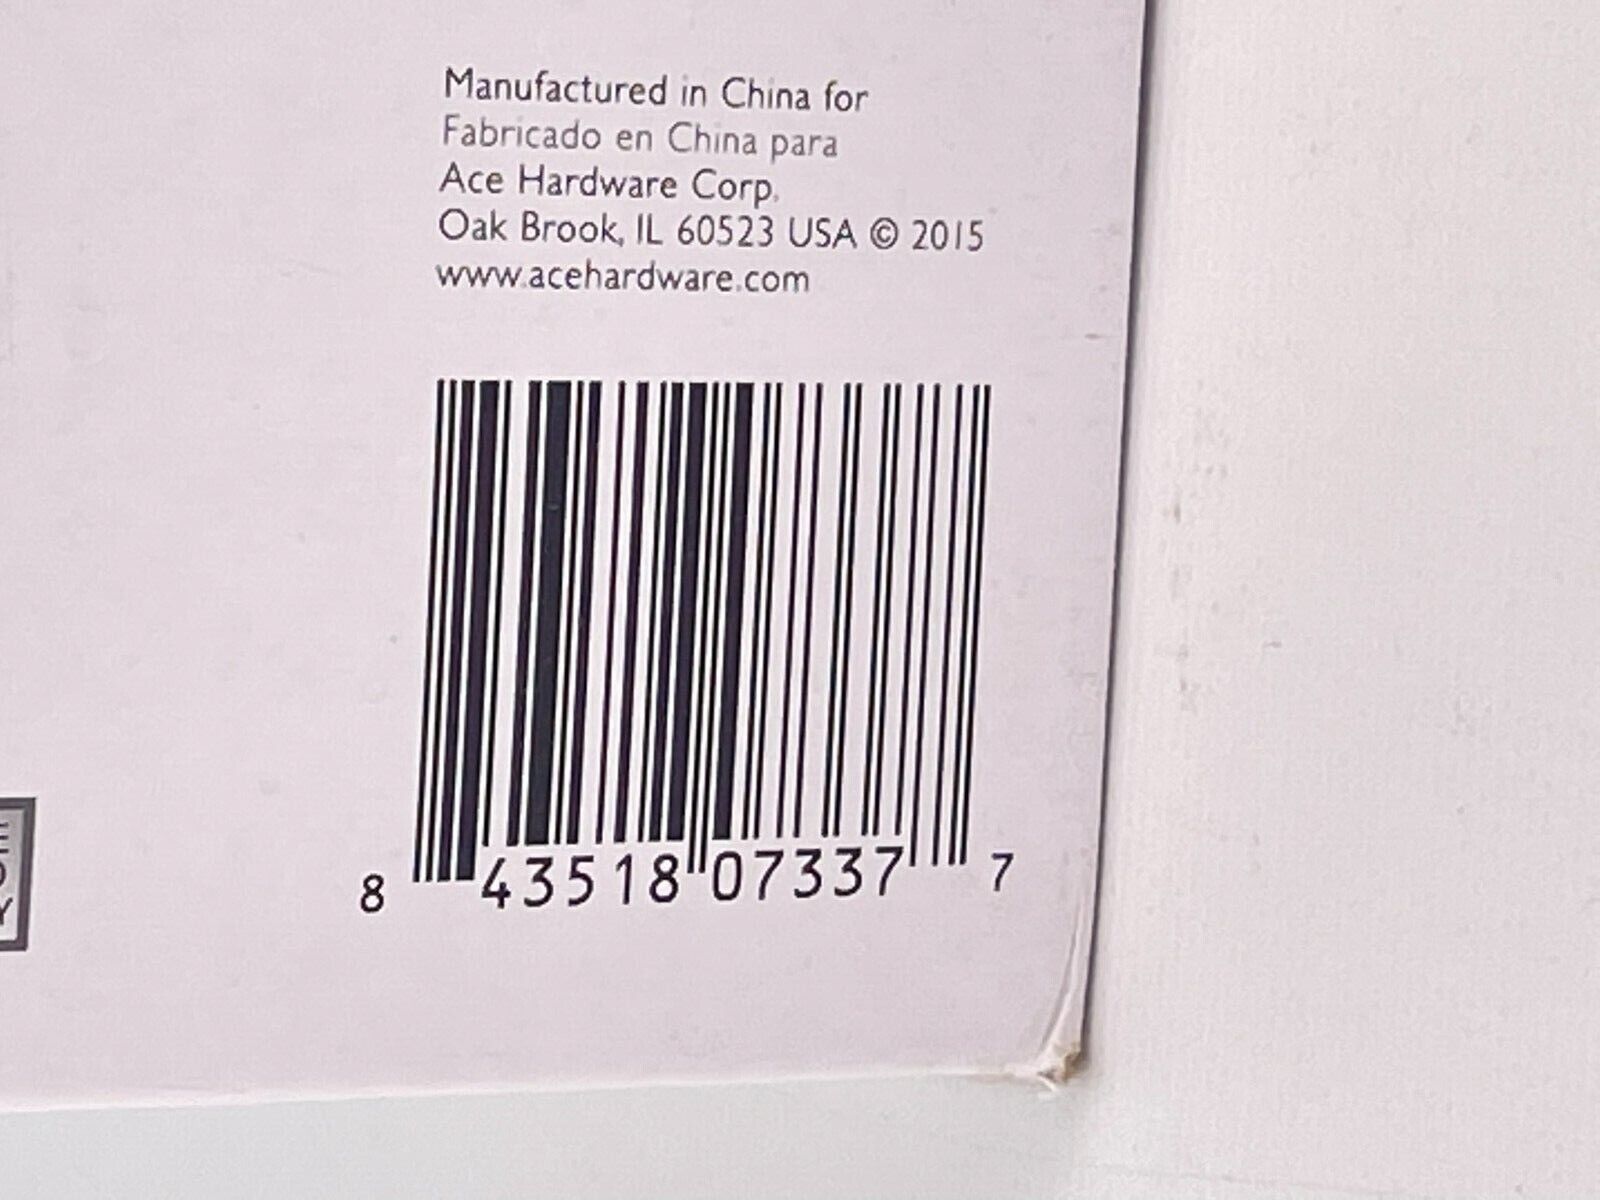 Manufactured in China for
Fabricado en China para
Ace Hardware Corp.
Oak Brook, IL 60523 USA © 2015
www.acehardware.com
8 43518 07337 7